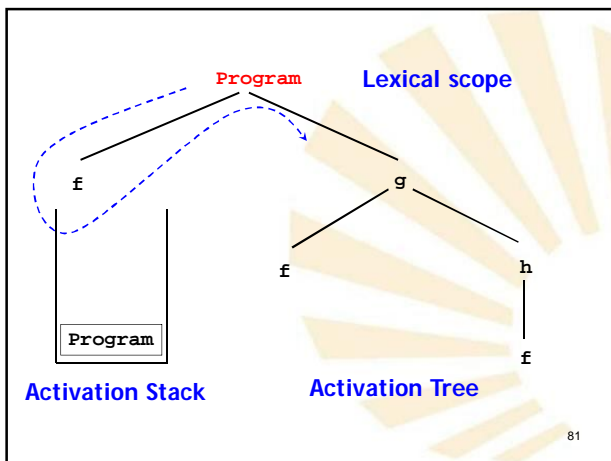 Program
Lexical scope
f
g
f
h
Program
f
Activation Stack
Activation Tree
81